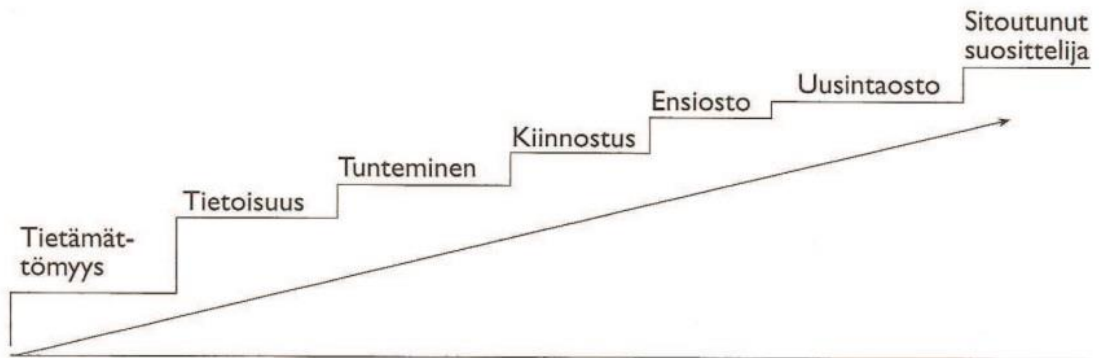 Tietämät-
tömyys
Tietoisuus
Tunteminen
Kiinnostus
Ensiosto
Uusintaosto
Sitoutunut
suosittelija